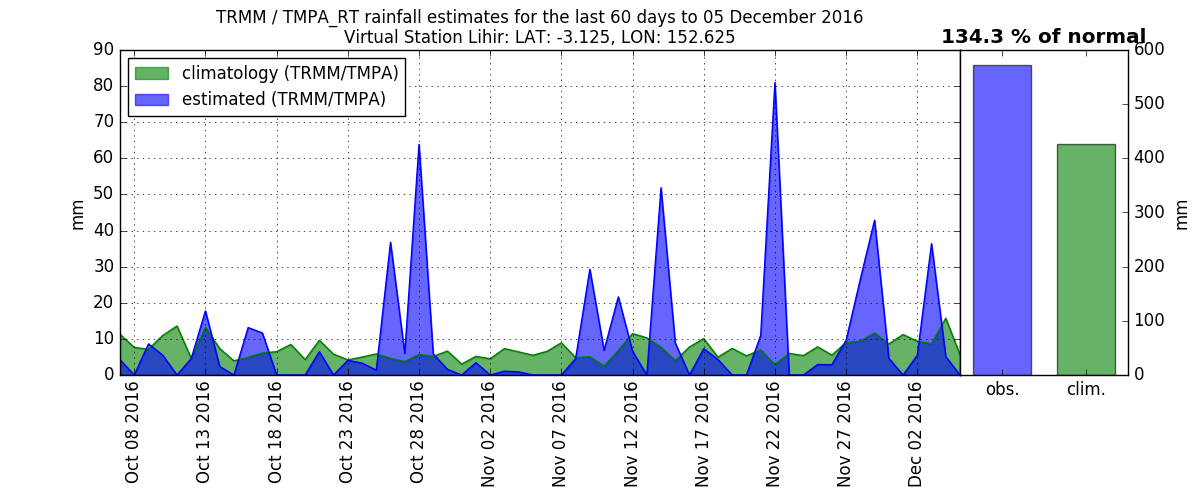 TRMM / TMPA_RT rainfall estimates for the last 60 days to 05 December 2016
Virtual Station Lihir: LAT: -3.125, LON: 152.625
134.3 % of normal
climatology (TRMM/TMPA)
estimated (TRMM/TMPA)
90
80
70
60
50
40
30
20
10
0
mm
Oct 08 2016
Oct 13 2016
Oct 18 2016
Oct 23 2016
Oct 28 2016
Nov 02 2016
Nov 07 2016
Nov 12 2016
Nov 17 2016
Nov 22 2016
Nov 27 2016
Dec 02 2016
obs.
clim.
600
500
400
300
200
100
0
mm